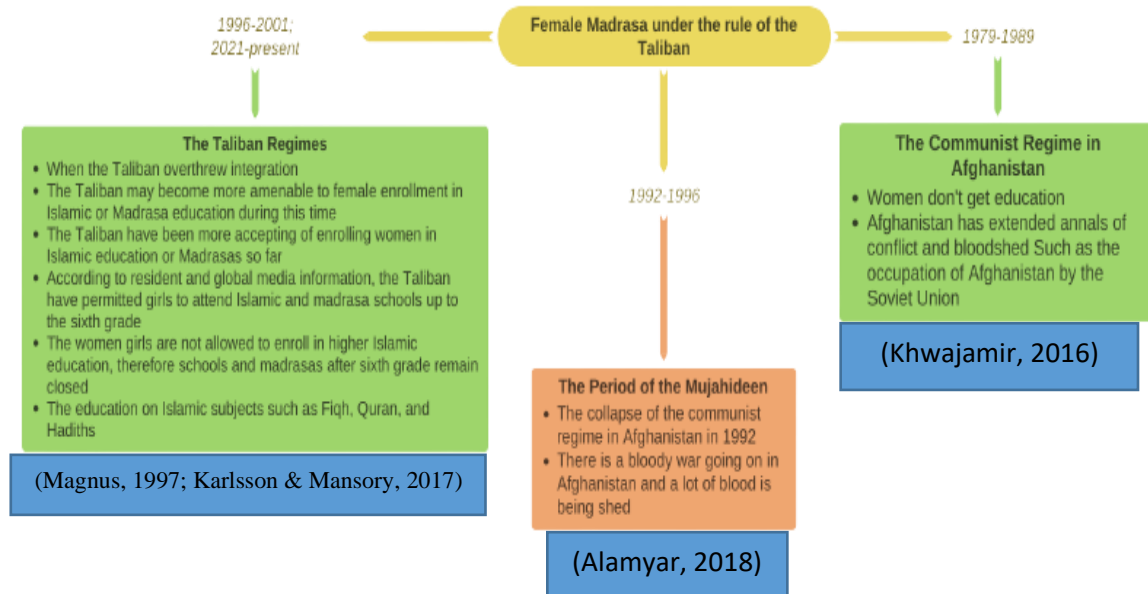 Female Madrasa under the rule of the
Taliban
1996-2001;
2021-present
The Taliban Regimes
• When the Taliban overthrew integration
• The Taliban may become more amenable to female enrollment in
Islamic or Madrasa education during this time
• The Taliban have been more accepting of enrolling women in
Islamic education or Madrasas so far
• According to resident and global media information, the Taliban
have permitted girls to attend Islamic and madrasa schools up to
the sixth grade
• The women girls are not allowed to enroll in higher Islamic
education, therefore schools and madrasas after sixth grade remain
closed
• The education on Islamic subjects such as Fiqh, Quran, and
Hadiths
(Magnus, 1997; Karlsson & Mansory, 2017)
1992-1996
The Period of the Mujahideen
• The collapse of the communist
regime in Afghanistan in 1992
• There is a bloody war going on in
Afghanistan and a lot of blood is
being shed
(Alamyar, 2018)
1979-1989
The Communist Regime in
Afghanistan
• Women don't get education
• Afghanistan has extended annals of
conflict and bloodshed Such as the
occupation of Afghanistan by the
Soviet Union
(Khwajamir, 2016)